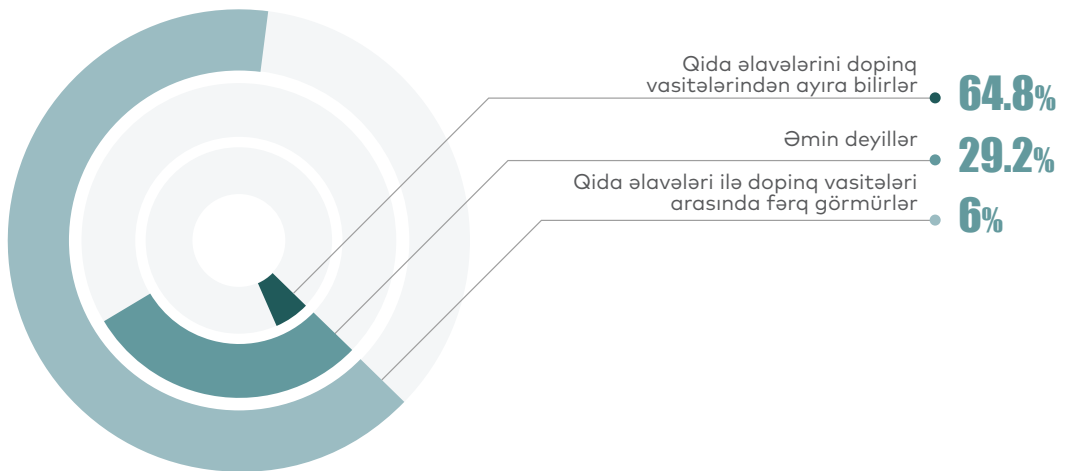 Qida əlavələrini dopinq
vasitələrindən ayıra bilirlər
64.8%
Əmin deyillər
29.2%
Qida əlavələri ilə dopinq vasitələri
arasında fərq görmürlər
6%